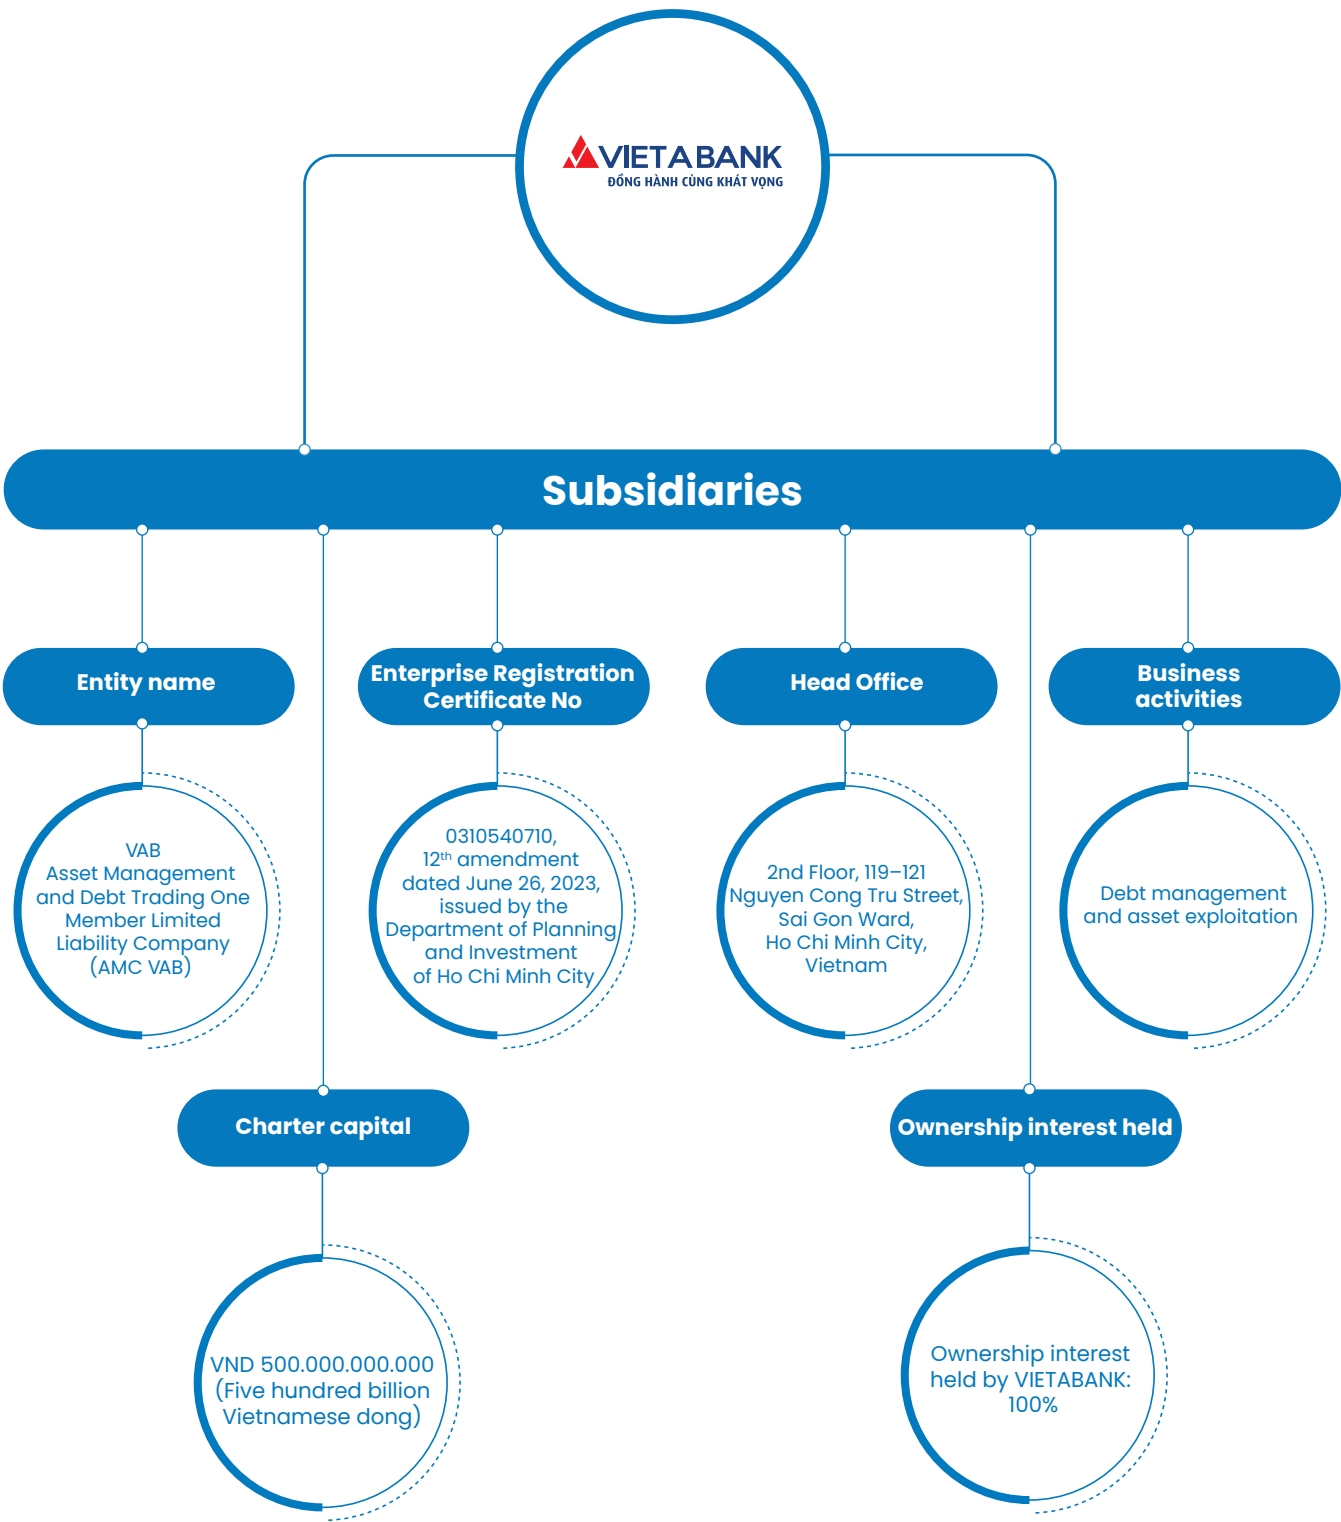 VIETABANK
ĐỒNG HÀNH CÙNG KHÁT VỌNG
Subsidiaries
Entity name
VAB
Asset Management
and Debt Trading One
Member Limited
Liability Company
(AMC VAB)
Enterprise Registration
Certificate No
0310540710,
12th amendment
dated June 26, 2023,
issued by the
Department of Planning
and Investment
of Ho Chi Minh City
Head Office
2nd Floor, 119–121
Nguyen Cong Tru Street,
Sai Gon Ward,
Ho Chi Minh City,
Vietnam
Business
activities
Debt management
and asset exploitation
Charter capital
VND 500.000.000.000
(Five hundred billion
Vietnamese dong)
Ownership interest held
Ownership interest
held by VIETABANK:
100%